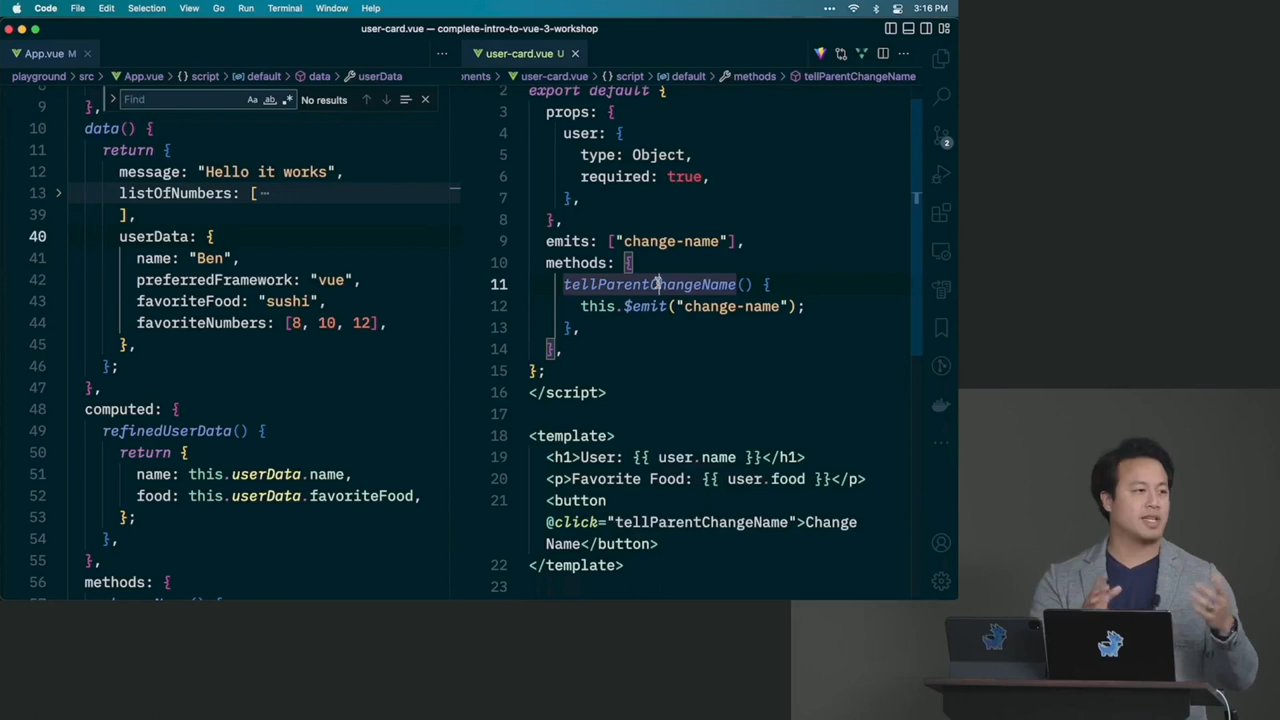 Code File Edit Selection View Go Run Terminal Window Help 3:16 PM
user-card.vue — complete-intro-to-vue-3-workshop
App.vue M
playground > src > App.vue > script > default > data > userData
Find
Aa ab No results
9 },
10 data() {
11 return {
12 message: "Hello it works",
13 listOfNumbers: [ ⋯
39 ],
40 userData: {
41 name: "Ben",
42 preferredFramework: "vue",
43 favoriteFood: "sushi",
44 favoriteNumbers: [8, 10, 12],
45 },
46 };
47 },
48 computed: {
49 refinedUserData() {
50 return {
51 name: this.userData.name,
52 food: this.userData.favoriteFood,
53 };
54 },
55 },
56 methods: {
user-card.vue U
onents > user-card.vue > script > default > methods > tellParentChangeName
2 export default {
3 props: {
4 user: {
5 type: Object,
6 required: true,
7 },
8 },
9 emits: ["change-name"],
10 methods: {
11 tellParentChangeName() {
12 this.$emit("change-name");
13 },
14 },
15 };
16 </script>
17
18 <template>
19 <h1>User: {{ user.name }}</h1>
20 <p>Favorite Food: {{ user.food }}</p>
21 <button
@click="tellParentChangeName">Change
Name</button>
22 </template>
23
2